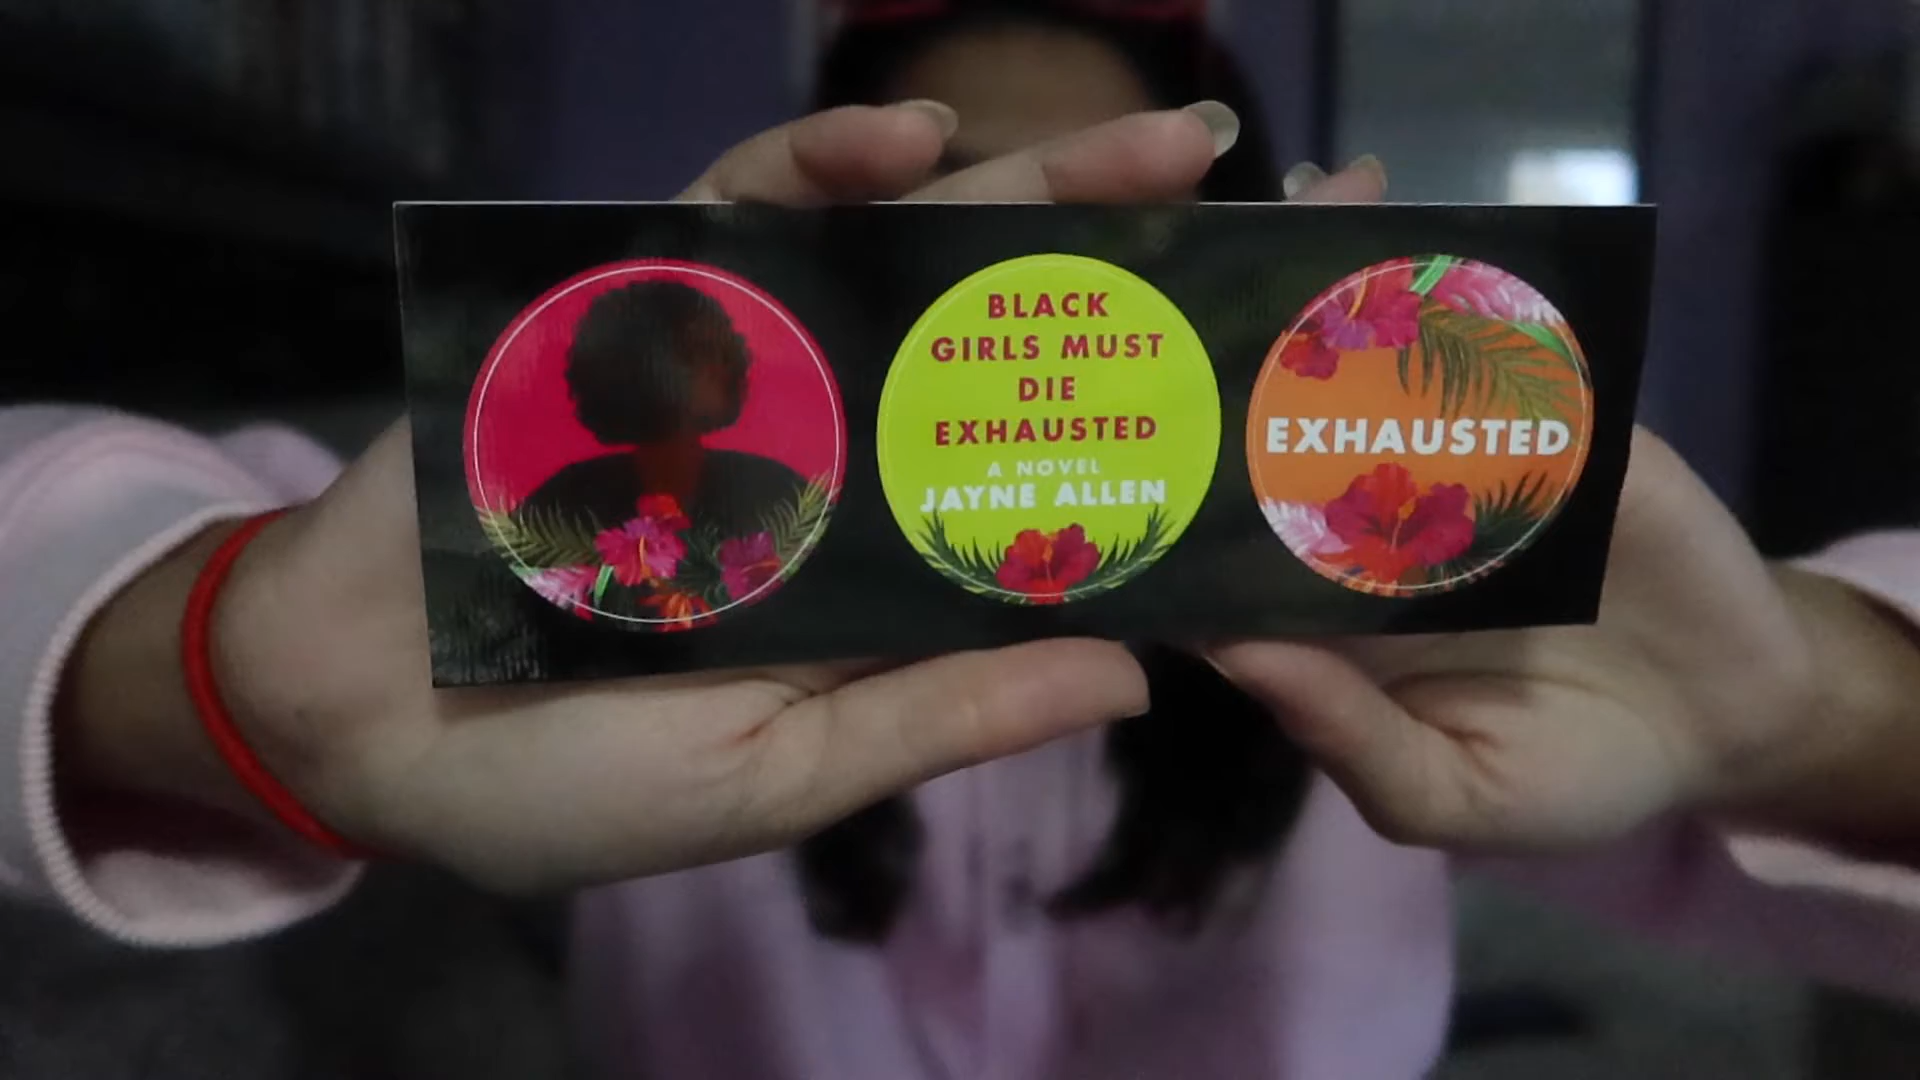 BLACK
GIRLS MUST
DIE
EXHAUSTED
A NOVEL
JAYNE ALLEN
EXHAUSTED